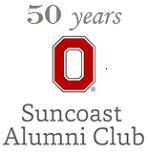 50 years
O
Suncoast
Alumni Club